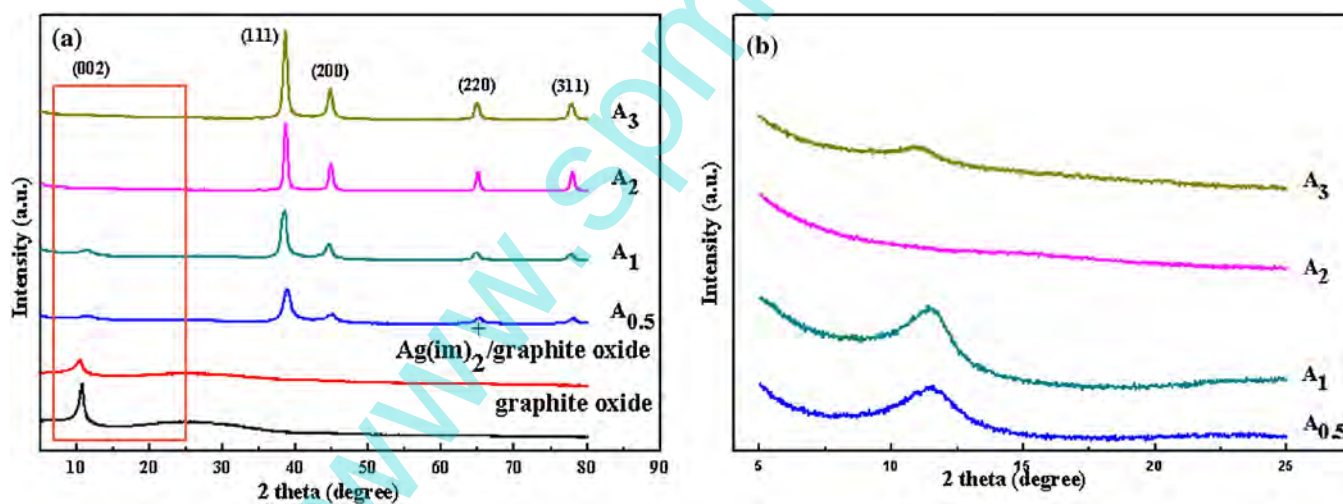 (a)
(002)
(111)
(200)
(220)
(311)
A3
A2
A1
A0.5
Ag(im)2+/graphite oxide
graphite oxide
Intensity (a.u.)
10 20 30 40 50 60 70 80 90
2 theta (degree)
(b)
A3
A2
A1
A0.5
Intensity (a.u.)
5 10 15 20 25
2 theta (degree)
www.spm